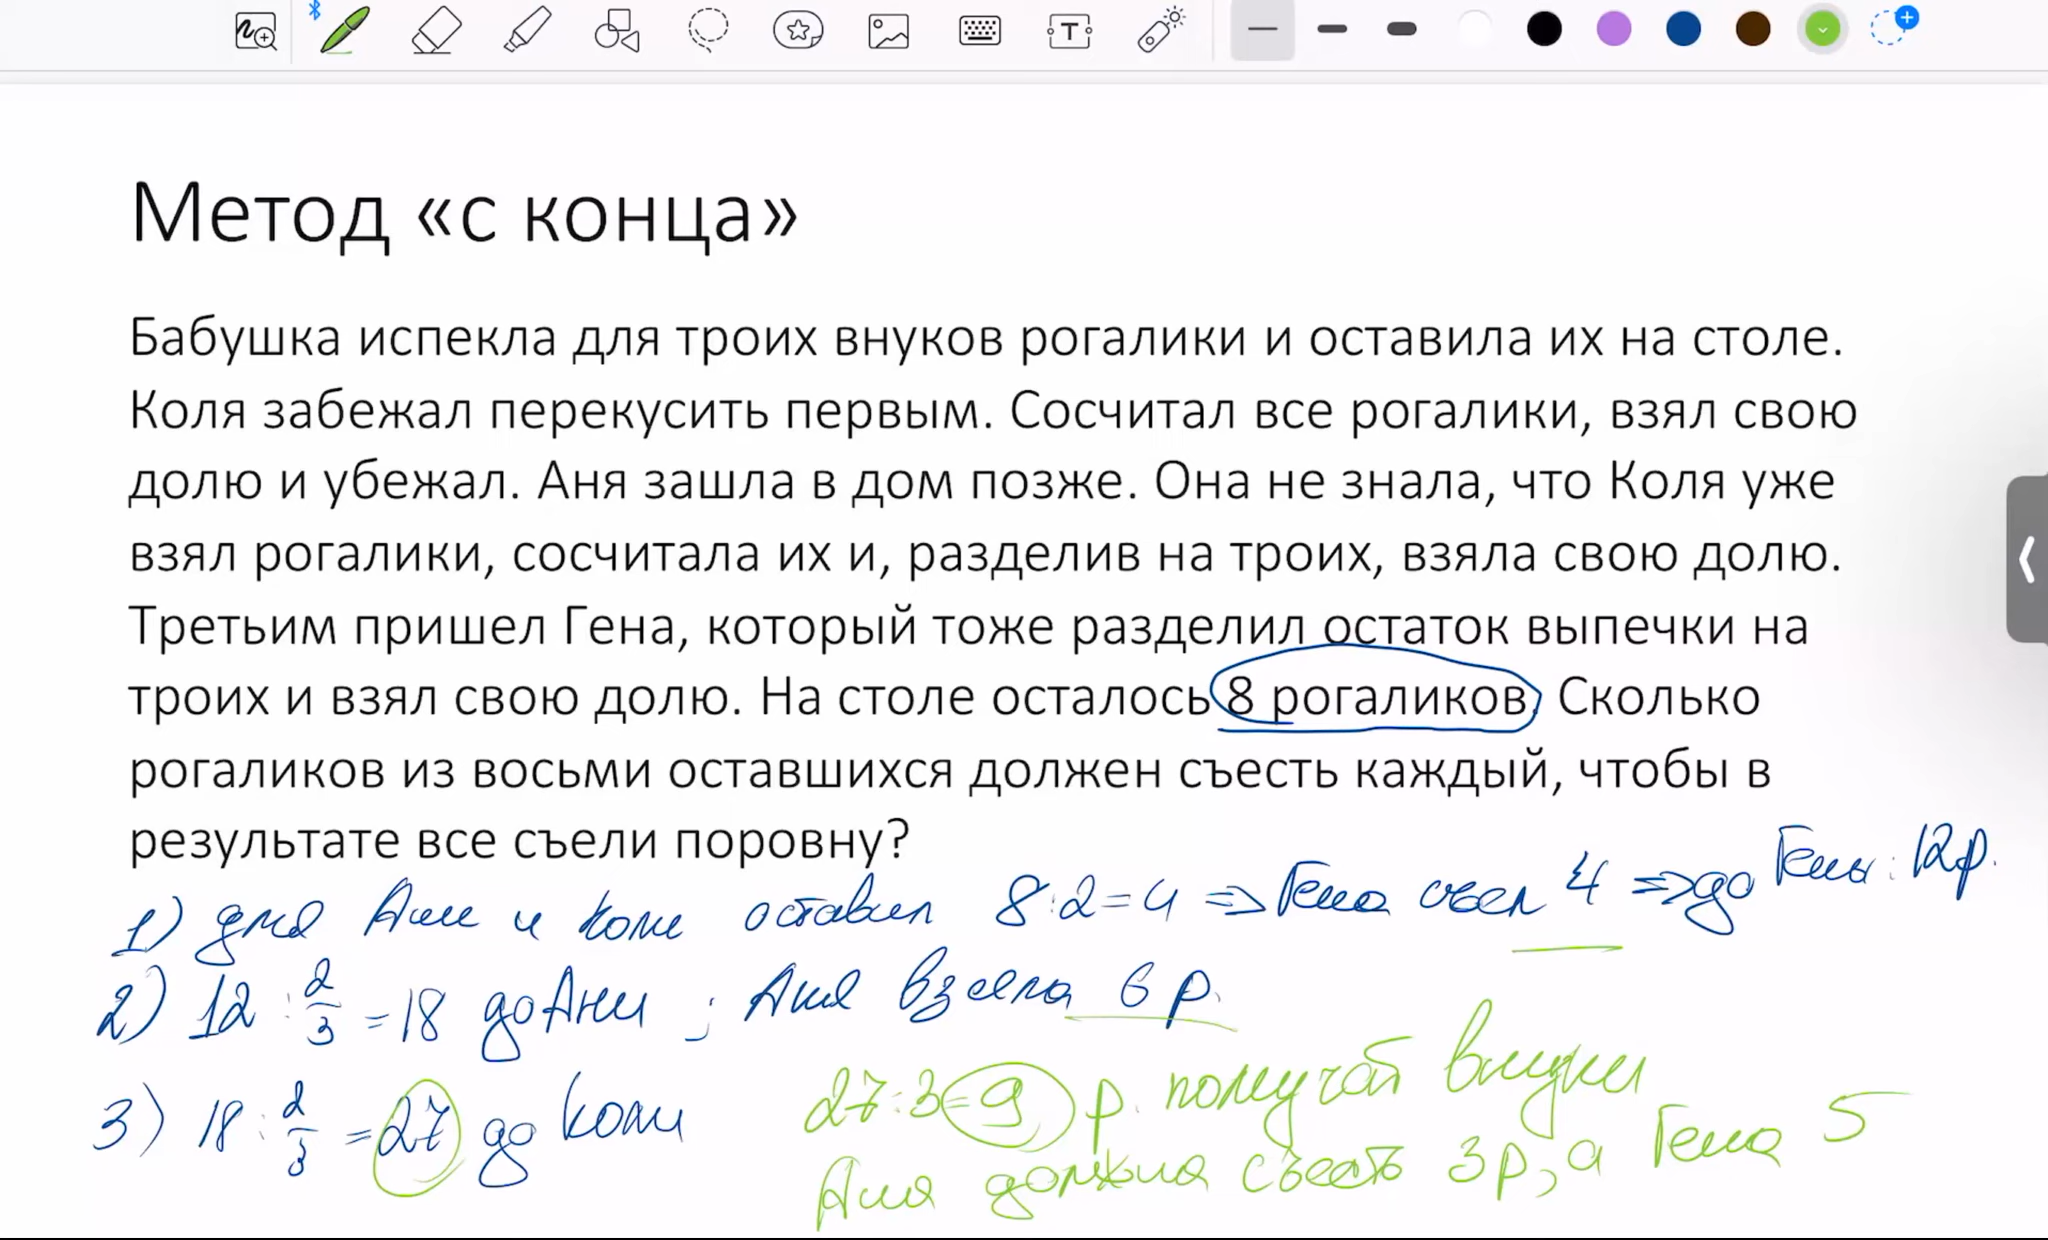 Метод «с конца»
Бабушка испекла для троих внуков рогалики и оставила их на столе.
Коля забежал перекусить первым. Сосчитал все рогалики, взял свою
долю и убежал. Аня зашла в дом позже. Она не знала, что Коля уже
взял рогалики, сосчитала их и, разделив на троих, взяла свою долю.
Третьим пришел Гена, который тоже разделил остаток выпечки на
троих и взял свою долю. На столе осталось 8 рогаликов. Сколько
рогаликов из восьми оставшихся должен съесть каждый, чтобы в
результате все съели поровну?
1) для Ани и Коли оставил 8:2=4 => Гена съел 4 => до Гены: 12р.
2) 12 : 2/3 = 18 до Ани ; Аня взяла 6 р.
3) 18 : 2/3 = 27 до Коли
27:3=9 р. получат внуки
Аня должна съесть 3р, а Гена 5